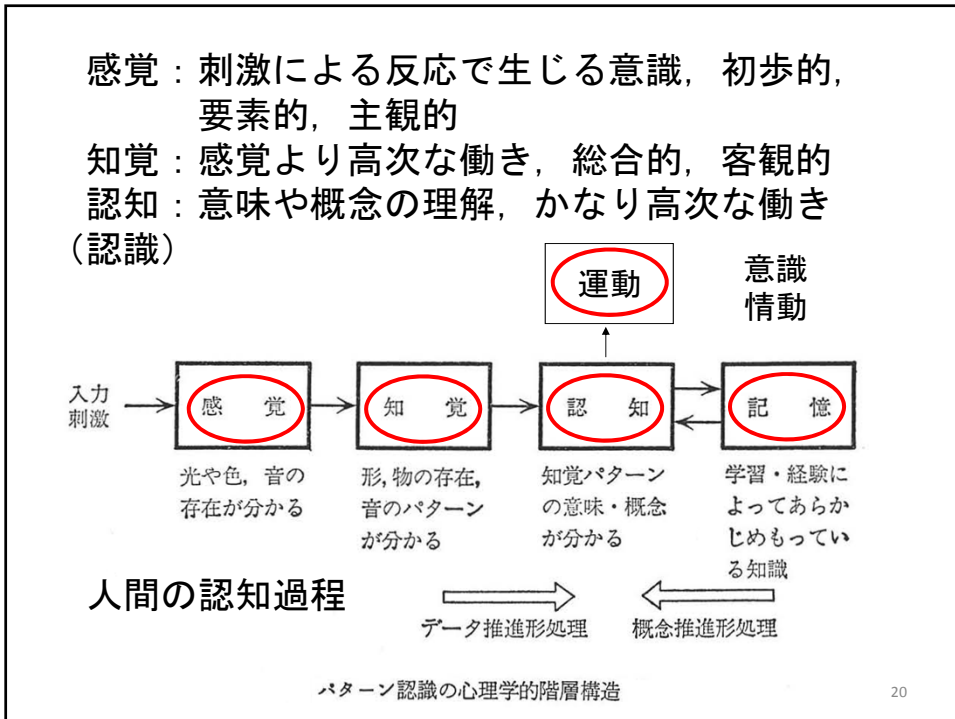 感覚：刺激による反応で生じる意識，初歩的，
要素的，主観的
知覚：感覚より高次な働き，総合的，客観的
認知：意味や概念の理解，かなり高次な働き
（認識）
運動
意識
情動
入力
刺激
感覚
知覚
認知
記憶
光や色，音の
存在が分かる
形，物の存在，
音のパターン
が分かる
知覚パターン
の意味・概念
が分かる
学習・経験に
よってあらか
じめもってい
る知識
人間の認知過程
データ推進形処理
概念推進形処理
パターン認識の心理学的階層構造
20